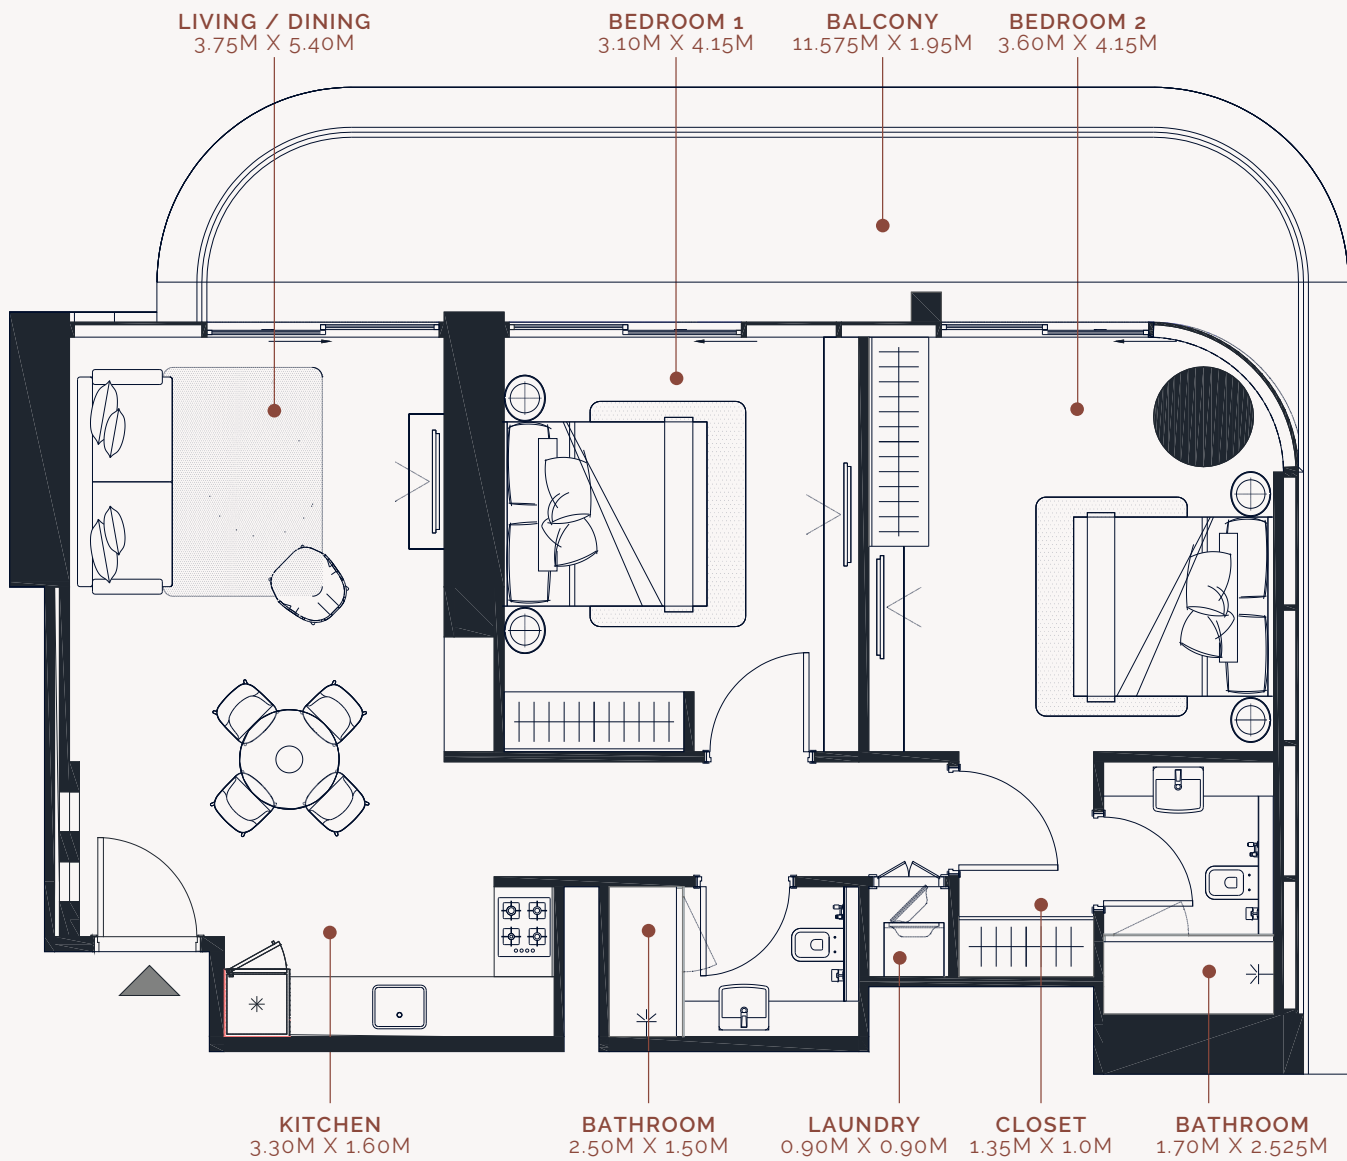 LIVING / DINING
3.75M X 5.40M
BEDROOM 1
3.10M X 4.15M
BALCONY
11.575M X 1.95M
BEDROOM 2
3.60M X 4.15M
KITCHEN
3.30M X 1.60M
BATHROOM
2.50M X 1.50M
LAUNDRY
0.90M X 0.90M
CLOSET
1.35M X 1.0M
BATHROOM
1.70M X 2.525M